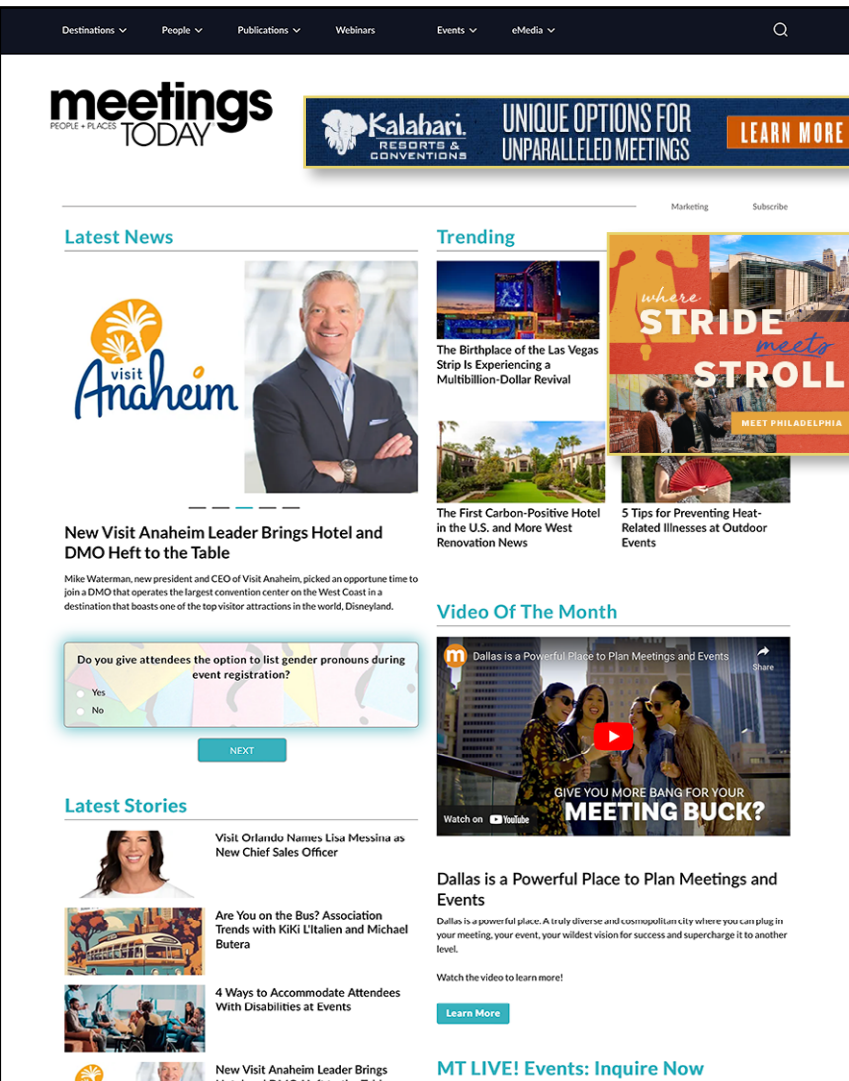 Destinations People Publications Webinars Events eMedia
meetings
PEOPLE + PLACES TODAY
Kalahari.
RESORTS &
CONVENTIONS
UNIQUE OPTIONS FOR
UNPARALLELED MEETINGS
LEARN MORE
Marketing Subscribe
Latest News
visit
Anaheim
New Visit Anaheim Leader Brings Hotel and
DMO Heft to the Table
Mike Waterman, new president and CEO of Visit Anaheim, picked an opportune time to
join a DMO that operates the largest convention center on the West Coast in a
destination that boasts one of the top visitor attractions in the world, Disneyland.
Do you give attendees the option to list gender pronouns during
event registration?
Yes
No
NEXT
Latest Stories
Visit Orlando Names Lisa Messina as
New Chief Sales Officer
Are You on the Bus? Association
Trends with KiKi L'Italien and Michael
Butera
4 Ways to Accommodate Attendees
With Disabilities at Events
New Visit Anaheim Leader Brings
Hotel and DMO Heft to the Table
Trending
The Birthplace of the Las Vegas
Strip Is Experiencing a
Multibillion-Dollar Revival
where
STRIDE
meets
STROLL
MEET PHILADELPHIA
The First Carbon-Positive Hotel
in the U.S. and More West
Renovation News
5 Tips for Preventing Heat-
Related Illnesses at Outdoor
Events
Video Of The Month
m Dallas is a Powerful Place to Plan Meetings and Events
Share
GIVE YOU MORE BANG FOR YOUR
MEETING BUCK?
Watch on YouTube
Dallas is a Powerful Place to Plan Meetings and
Events
Dallas is a powerful place. A truly diverse and cosmopolitan city where you can plug in
your meeting, your event, your wildest vision for success and supercharge it to another
level.
Watch the video to learn more!
Learn More
MT LIVE! Events: Inquire Now